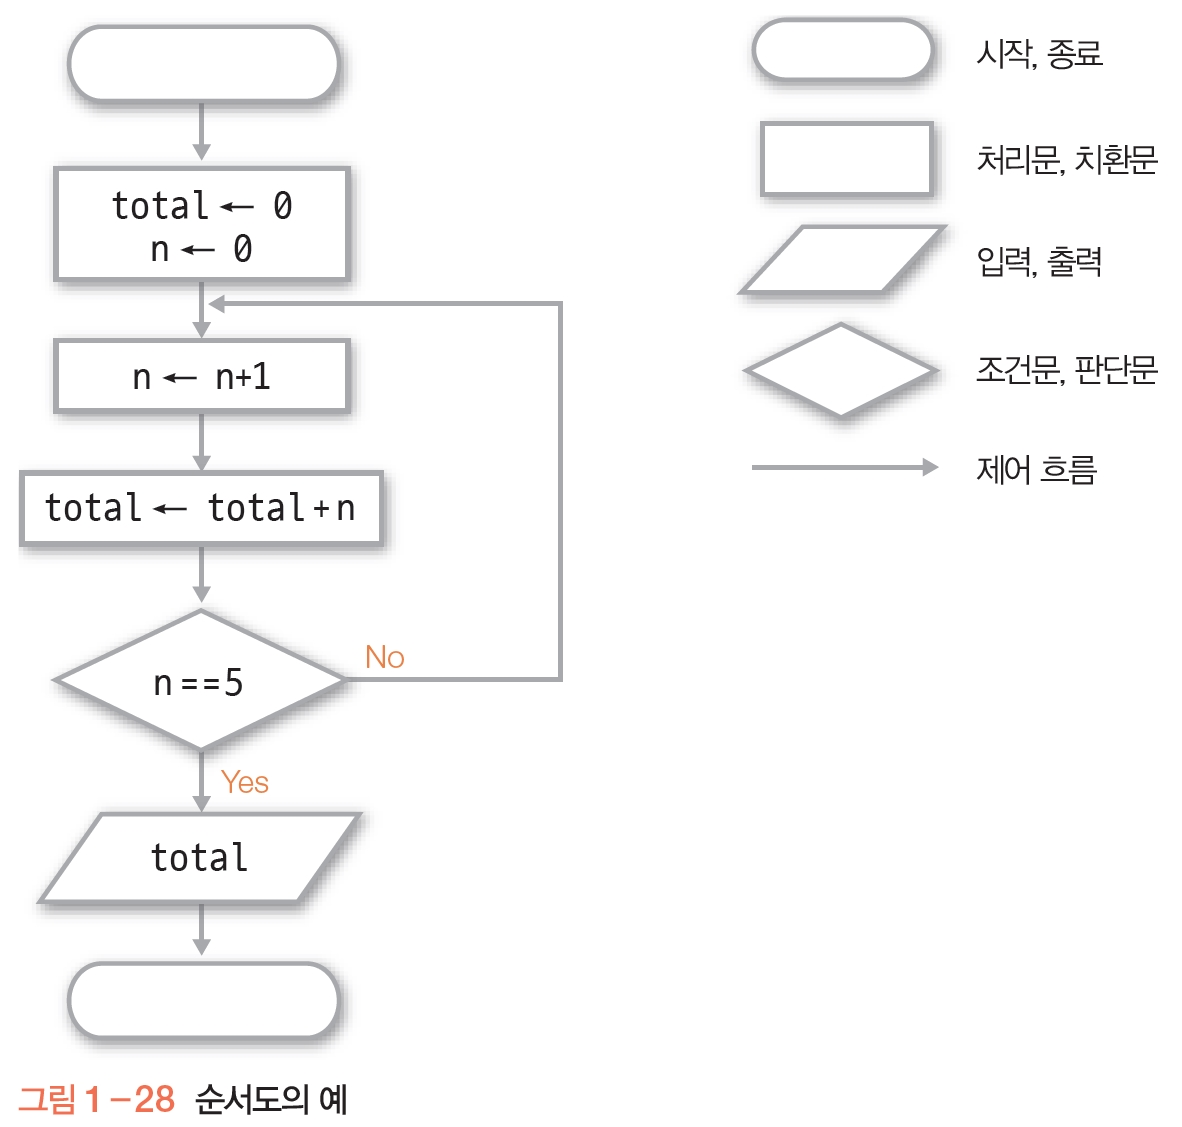 total ← 0
n ← 0
n ← n+1
total ← total+n
n==5
No
Yes
total
그림 1-28 순서도의 예
시작, 종료
처리문, 치환문
입력, 출력
조건문, 판단문
제어 흐름